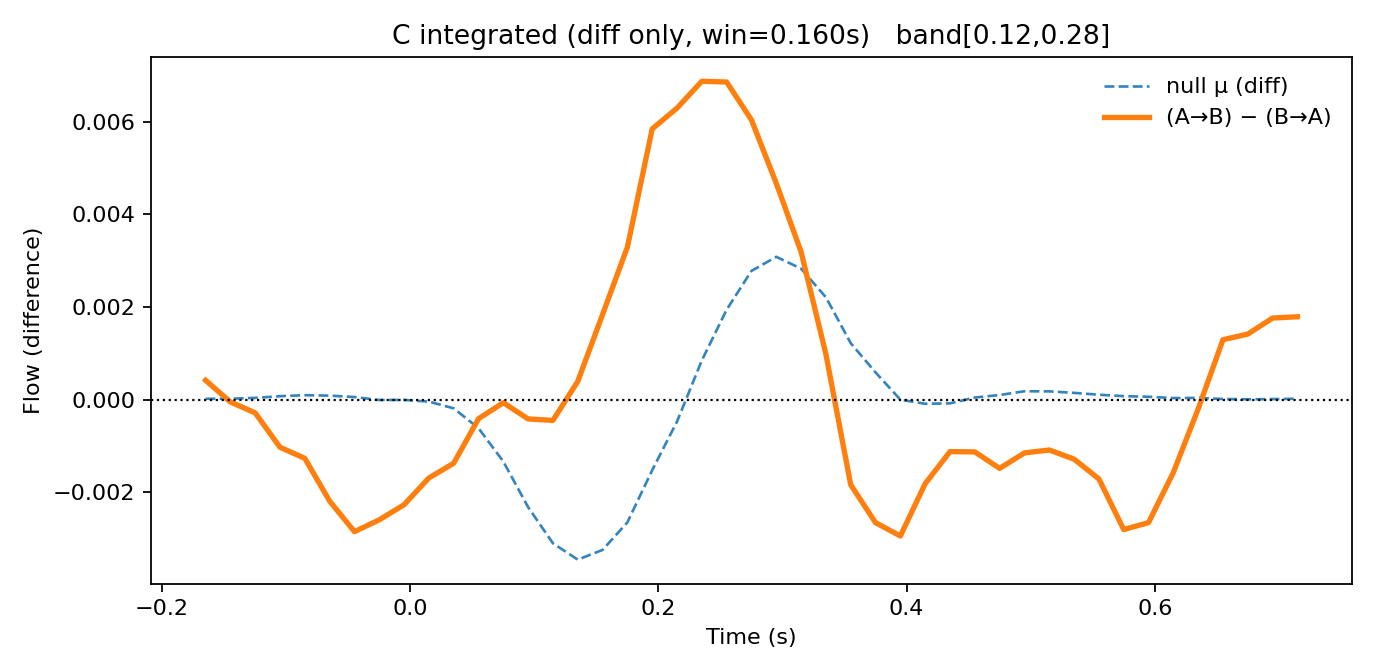 C integrated (diff only, win=0.160s)   band[0.12,0.28]
null μ (diff)
(A→B) − (B→A)
Flow (difference)
0.006
0.004
0.002
0.000
−0.002
−0.2
0.0
0.2
0.4
0.6
Time (s)